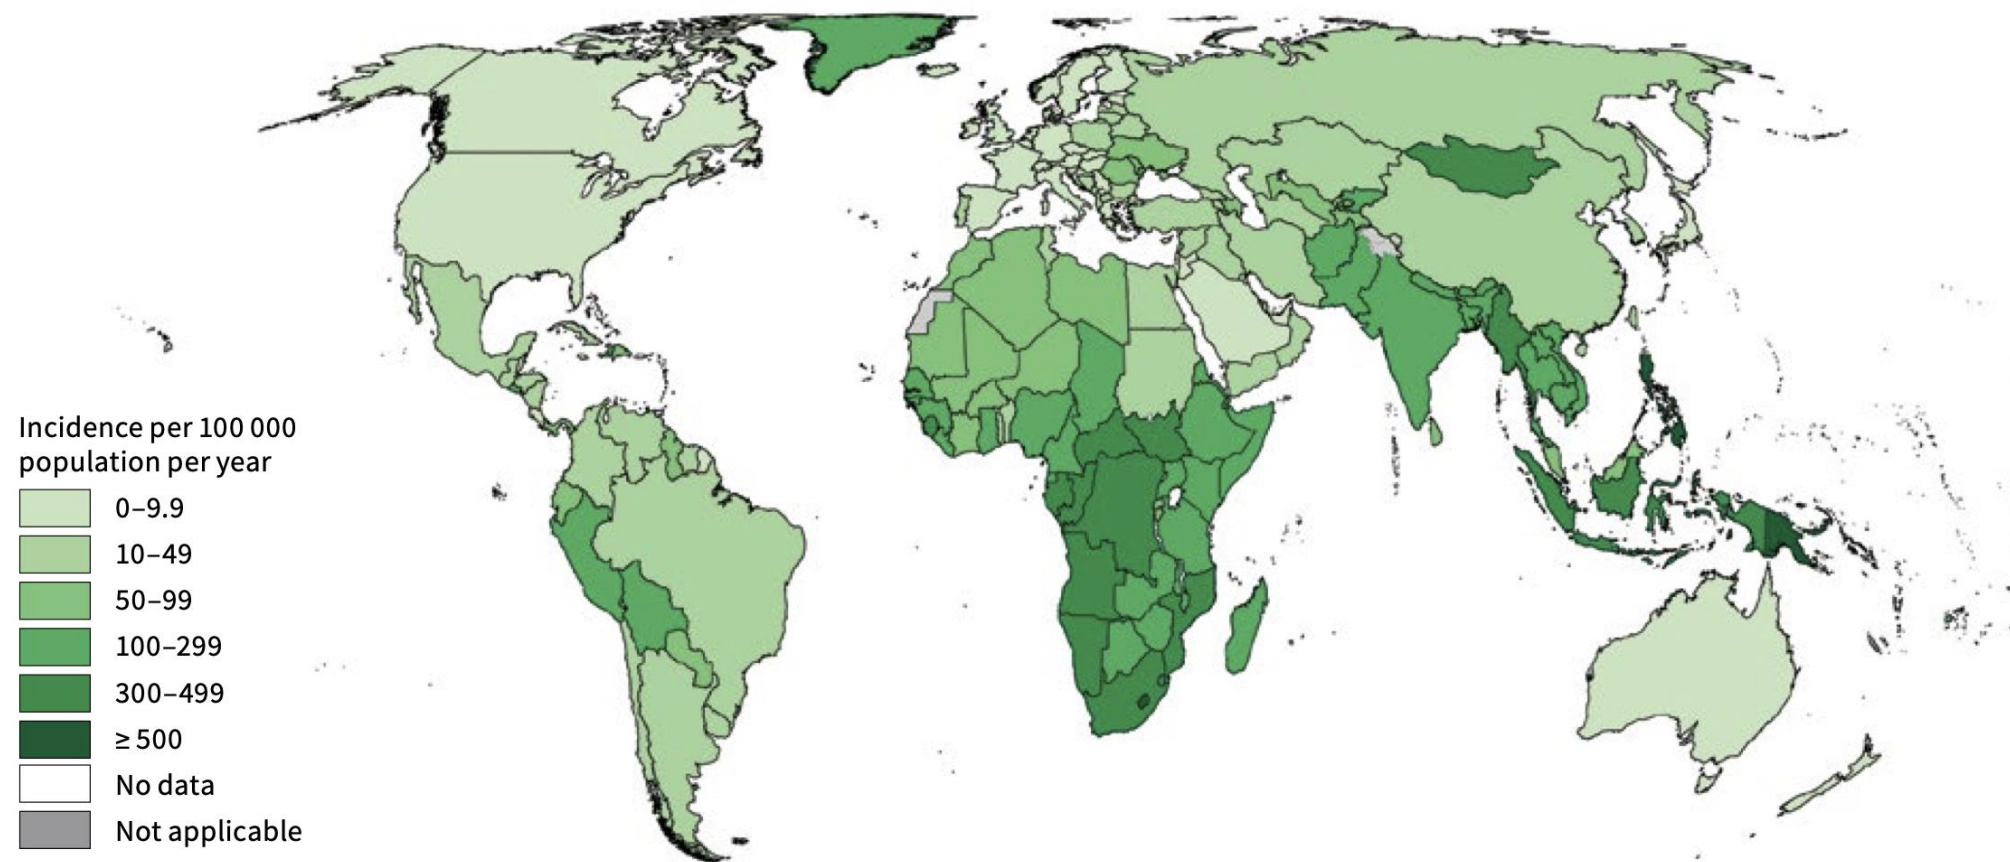 Incidence per 100 000
population per year
0–9.9
10–49
50–99
100–299
300–499
≥ 500
No data
Not applicable